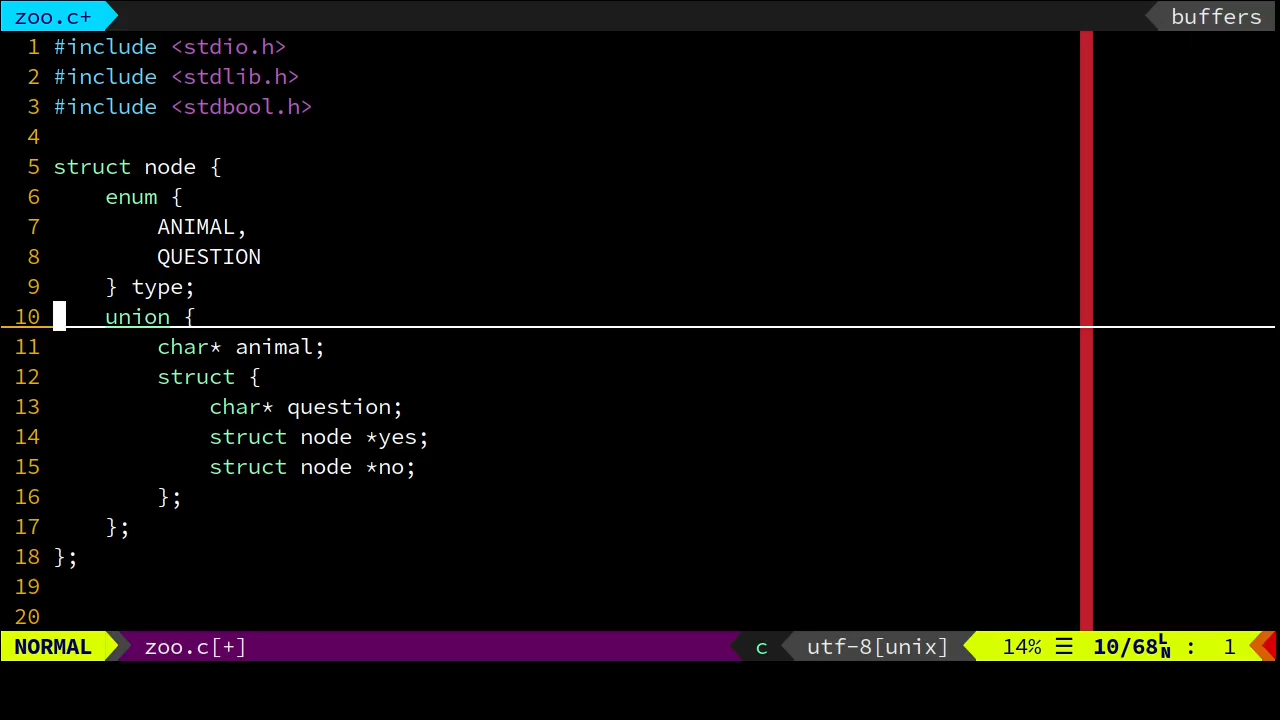 zoo.c+ buffers
1 #include <stdio.h>
2 #include <stdlib.h>
3 #include <stdbool.h>
4
5 struct node {
6     enum {
7         ANIMAL,
8         QUESTION
9     } type;
10     union {
11         char* animal;
12         struct {
13             char* question;
14             struct node *yes;
15             struct node *no;
16         };
17     };
18 };
19
20
NORMAL zoo.c[+] c utf-8[unix] 14% ☰ 10/68 LN : 1